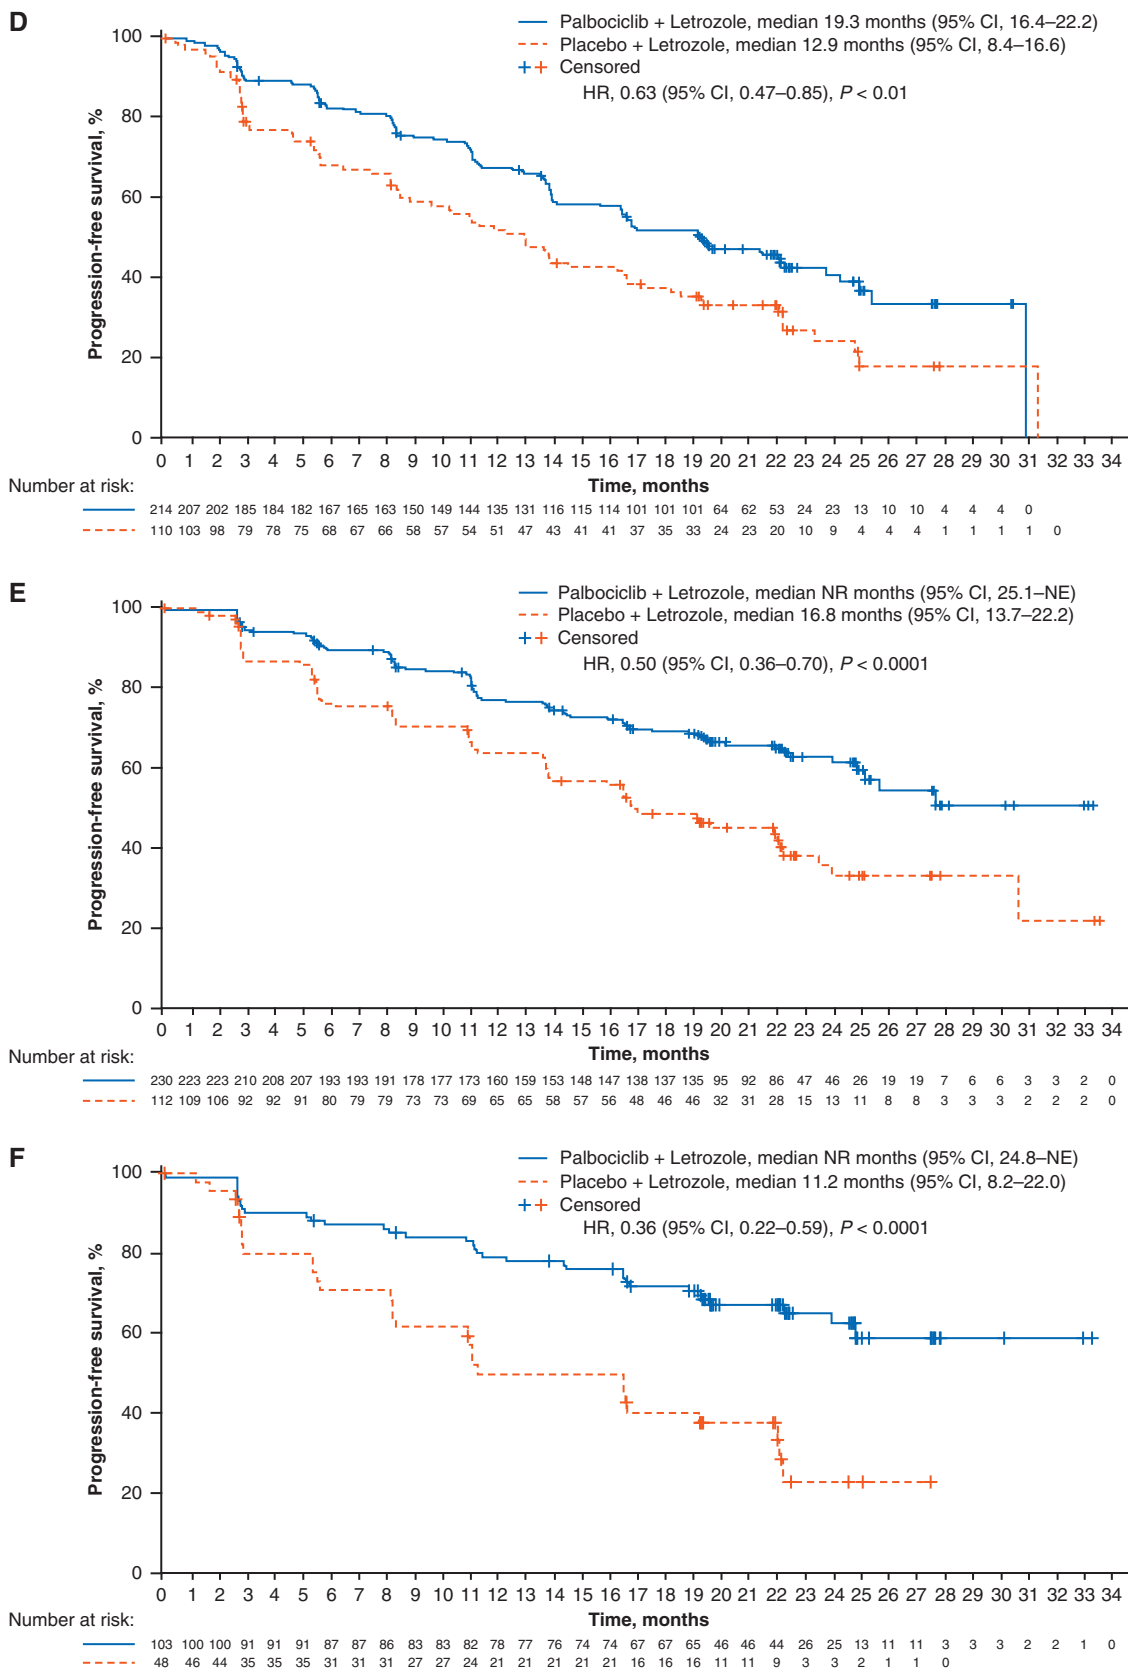 D
Palbociclib + Letrozole, median 19.3 months (95% CI, 16.4–22.2)
Placebo + Letrozole, median 12.9 months (95% CI, 8.4–16.6)
Censored
HR, 0.63 (95% CI, 0.47–0.85), P < 0.01
Progression-free survival, %
100
80
60
40
20
0
0 1 2 3 4 5 6 7 8 9 10 11 12 13 14 15 16 17 18 19 20 21 22 23 24 25 26 27 28 29 30 31 32 33 34
Number at risk:
Time, months
214 207 202 185 184 182 167 165 163 150 149 144 135 131 116 115 114 101 101 101 64 62 53 24 23 13 10 10 4 4 4 0
110 103 98 79 78 75 68 67 66 58 57 54 51 47 43 41 41 37 35 33 24 23 20 10 9 4 4 4 1 1 1 1 0
E
Palbociclib + Letrozole, median NR months (95% CI, 25.1–NE)
Placebo + Letrozole, median 16.8 months (95% CI, 13.7–22.2)
Censored
HR, 0.50 (95% CI, 0.36–0.70), P < 0.0001
Progression-free survival, %
100
80
60
40
20
0
0 1 2 3 4 5 6 7 8 9 10 11 12 13 14 15 16 17 18 19 20 21 22 23 24 25 26 27 28 29 30 31 32 33 34
Number at risk:
Time, months
230 223 223 210 208 207 193 193 191 178 177 173 160 159 153 148 147 138 137 135 95 92 86 47 46 26 19 19 7 6 6 3 3 2 0
112 109 106 92 92 91 80 79 79 73 73 69 65 65 58 57 56 48 46 46 32 31 28 15 13 11 8 8 3 3 3 2 2 2 0
F
Palbociclib + Letrozole, median NR months (95% CI, 24.8–NE)
Placebo + Letrozole, median 11.2 months (95% CI, 8.2–22.0)
Censored
HR, 0.36 (95% CI, 0.22–0.59), P < 0.0001
Progression-free survival, %
100
80
60
40
20
0
0 1 2 3 4 5 6 7 8 9 10 11 12 13 14 15 16 17 18 19 20 21 22 23 24 25 26 27 28 29 30 31 32 33 34
Number at risk:
Time, months
103 100 100 91 91 91 87 87 86 83 83 82 78 77 76 74 74 67 67 65 46 46 44 26 25 13 11 11 3 3 3 2 2 1 0
48 46 44 35 35 35 31 31 31 27 27 24 21 21 21 21 21 16 16 16 11 11 9 3 3 2 1 1 0